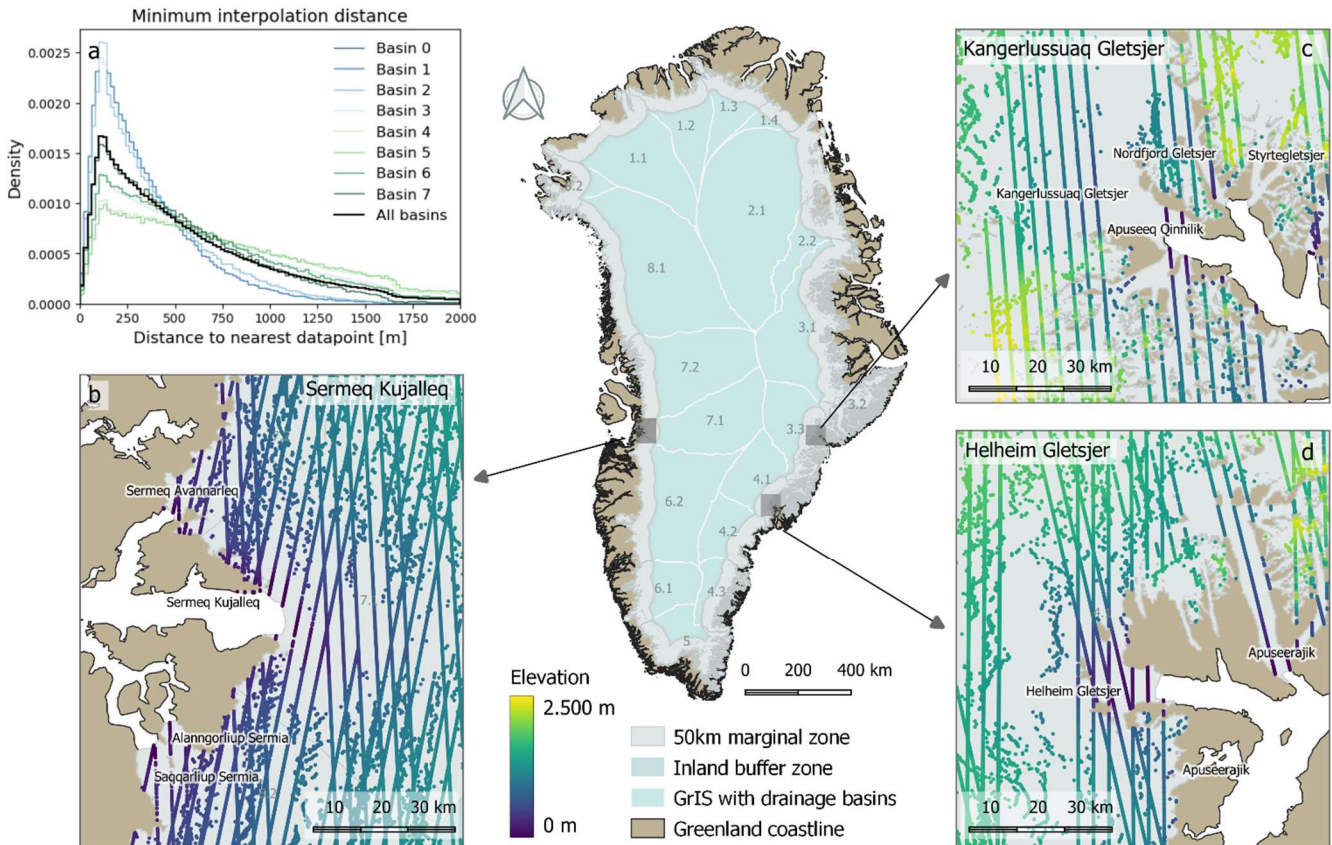 Minimum interpolation distance
a
Density
0.0025
0.0020
0.0015
0.0010
0.0005
0.0000
Basin 0
Basin 1
Basin 2
Basin 3
Basin 4
Basin 5
Basin 6
Basin 7
All basins
0 250 500 750 1000 1250 1500 1750 2000
Distance to nearest datapoint [m]
b
Sermeq Kujalleq
Sermeq Avannarleq
Sermeq Kujalleq
Alanngorliup Sermia
Saqqarliup Sermia
10 20 30 km
1.3
1.2
1.4
1.1
2.1
2.2
8.1
3.1
7.2
3.2
7.1
3.3
4.1
6.2
4.2
6.1
4.3
5
0 200 400 km
Elevation
2.500 m
0 m
50km marginal zone
Inland buffer zone
GrIS with drainage basins
Greenland coastline
Kangerlussuaq Gletsjer
c
Nordfjord Gletsjer
Styrtegletsjer
Kangerlussuaq Gletsjer
Apuseeq Qinnilik
10 20 30 km
Helheim Gletsjer
d
Apuseerajik
Helheim Gletsjer
Apuseerajik
10 20 30 km